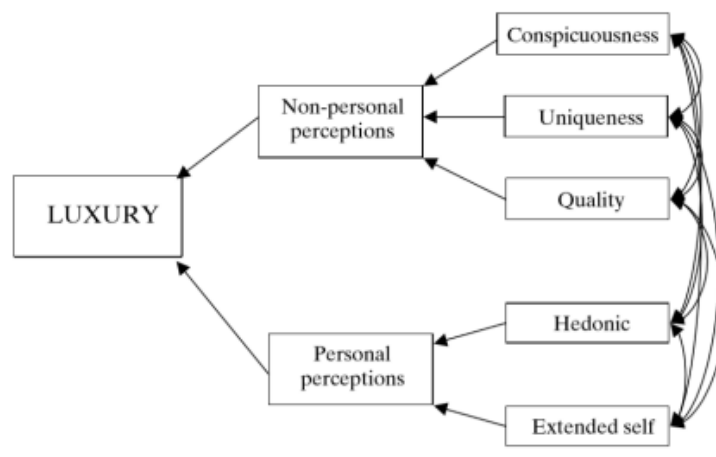 Conspicuousness
Non-personal
perceptions
Uniqueness
Quality
LUXURY
Hedonic
Personal
perceptions
Extended self